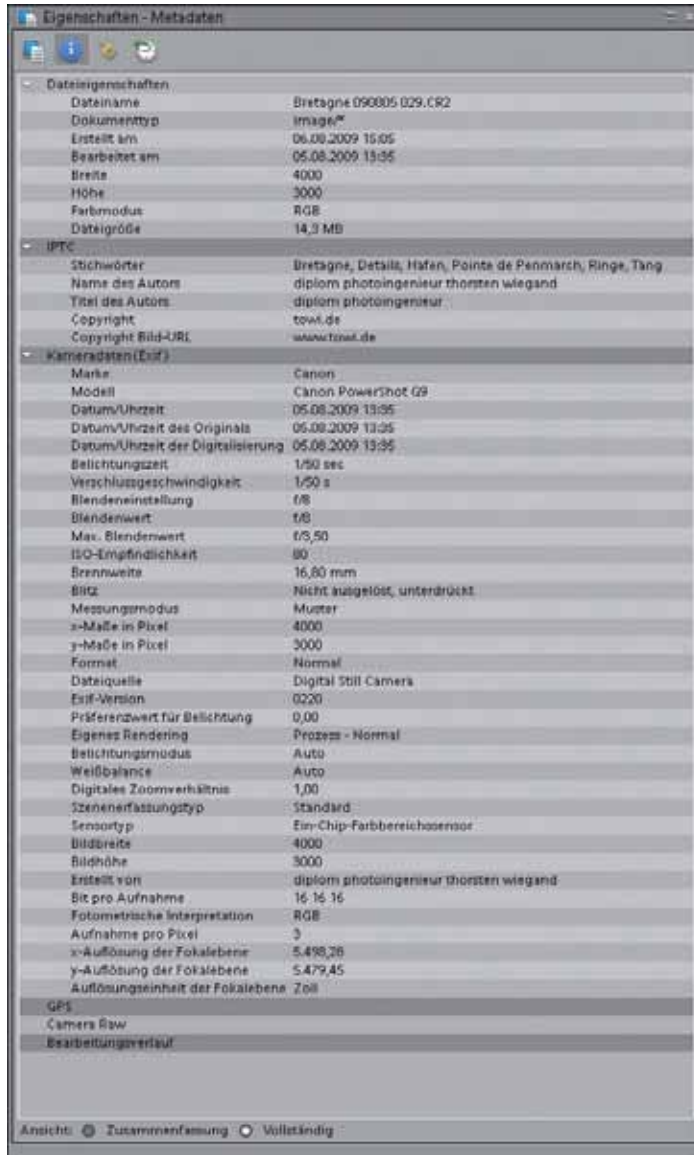 Eigenschaften - Metadaten
Dateieigenschaften
Dateiname Bretagne 090805 029.CR2
Dokumenttyp image/*
Erstellt am 06.08.2009 15:05
Bearbeitet am 05.08.2009 13:35
Breite 4000
Höhe 3000
Farbmodus RGB
Dateigröße 14,3 MB
IPTC
Stichwörter Bretagne, Details, Hafen, Pointe de Penmarch, Ringe, Tang
Name des Autors diplom photoingenieur thorsten wiegand
Titel des Autors diplom photoingenieur
Copyright towi.de
Copyright Bild-URL www.towi.de
Kameradaten(Exif)
Marke Canon
Modell Canon PowerShot G9
Datum/Uhrzeit 05.08.2009 13:35
Datum/Uhrzeit des Originals 05.08.2009 13:35
Datum/Uhrzeit der Digitalisierung 05.08.2009 13:35
Belichtungszeit 1/50 sec
Verschlussgeschwindigkeit 1/50 s
Blendeneinstellung f/8
Blendenwert f/8
Max. Blendenwert f/3,50
ISO-Empfindlichkeit 80
Brennweite 16,80 mm
Blitz Nicht ausgelöst, unterdrückt
Messungsmodus Muster
x-Maße in Pixel 4000
y-Maße in Pixel 3000
Format Normal
Dateiquelle Digital Still Camera
Exif-Version 0220
Präferenzwert für Belichtung 0,00
Eigenes Rendering Prozess - Normal
Belichtungsmodus Auto
Weißbalance Auto
Digitales Zoomverhältnis 1,00
Szenenerfassungstyp Standard
Sensortyp Ein-Chip-Farbbereichssensor
Bildbreite 4000
Bildhöhe 3000
Erstellt von diplom photoingenieur thorsten wiegand
Bit pro Aufnahme 16 16 16
Fotometrische Interpretation RGB
Aufnahme pro Pixel 3
x-Auflösung der Fokalebene 5.498,28
y-Auflösung der Fokalebene 5.479,45
Auflösungseinheit der Fokalebene Zoll
GPS
Camera Raw
Bearbeitungsverlauf
Ansicht: Zusammenfassung Vollständig